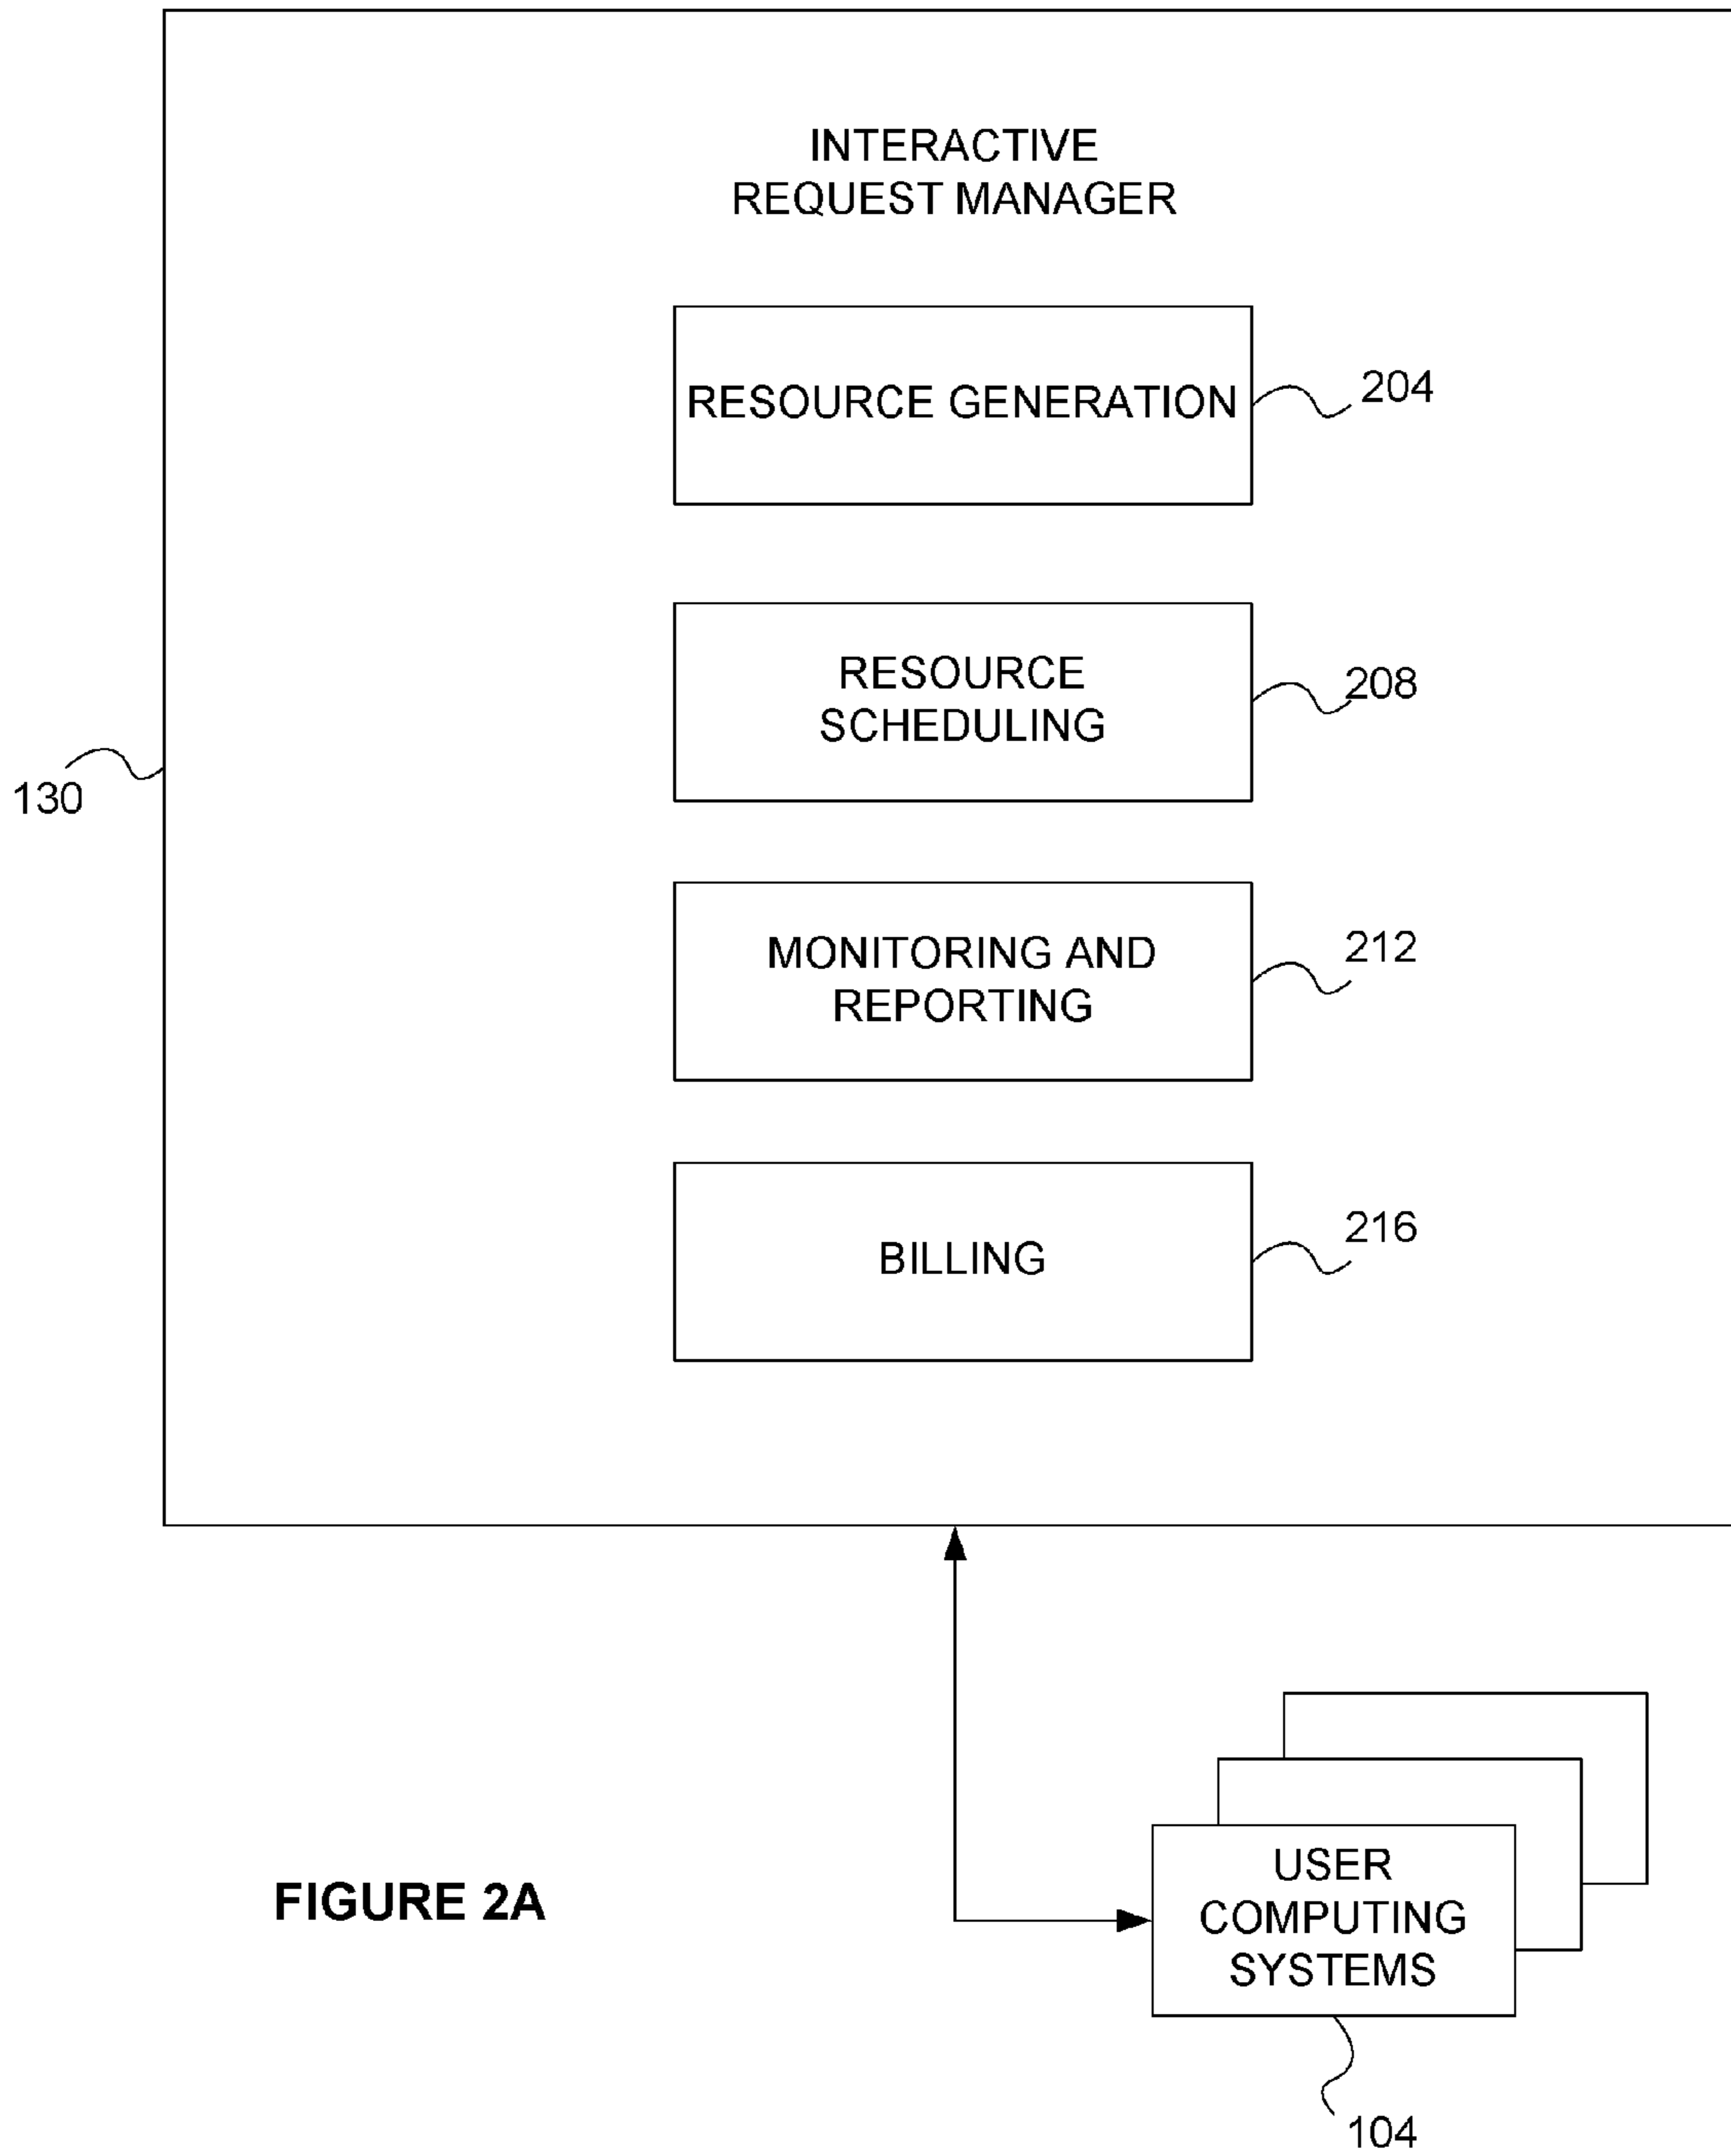 INTERACTIVE
REQUEST MANAGER
RESOURCE GENERATION
204
RESOURCE
SCHEDULING
208
130
MONITORING AND
REPORTING
212
BILLING
216
USER
COMPUTING
SYSTEMS
FIGURE 2A
104